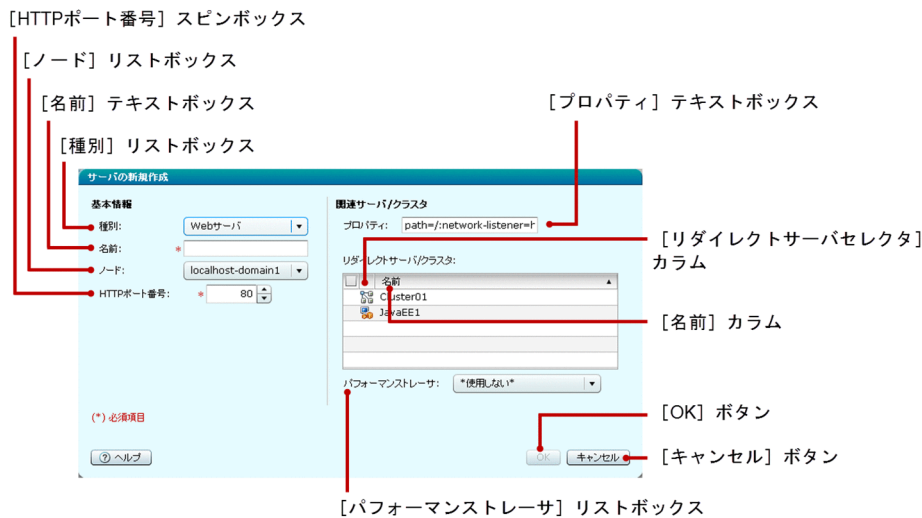 ［HTTPポート番号］スピンボックス
［ノード］リストボックス
［名前］テキストボックス
［プロパティ］テキストボックス
［種別］リストボックス
サーバの新規作成
基本情報
種別: Webサーバ
名前: *
ノード: localhost-domain1
HTTPポート番号: * 80
関連サーバ/クラスタ
プロパティ: path=/:network-listener=h
リダイレクトサーバ/クラスタ:
名前
Cluster01
JavaEE1
パフォーマンストレーサ: *使用しない*
(*) 必須項目
ヘルプ
OK
キャンセル
［リダイレクトサーバセレクタ］
カラム
［名前］カラム
［OK］ボタン
［キャンセル］ボタン
［パフォーマンストレーサ］リストボックス